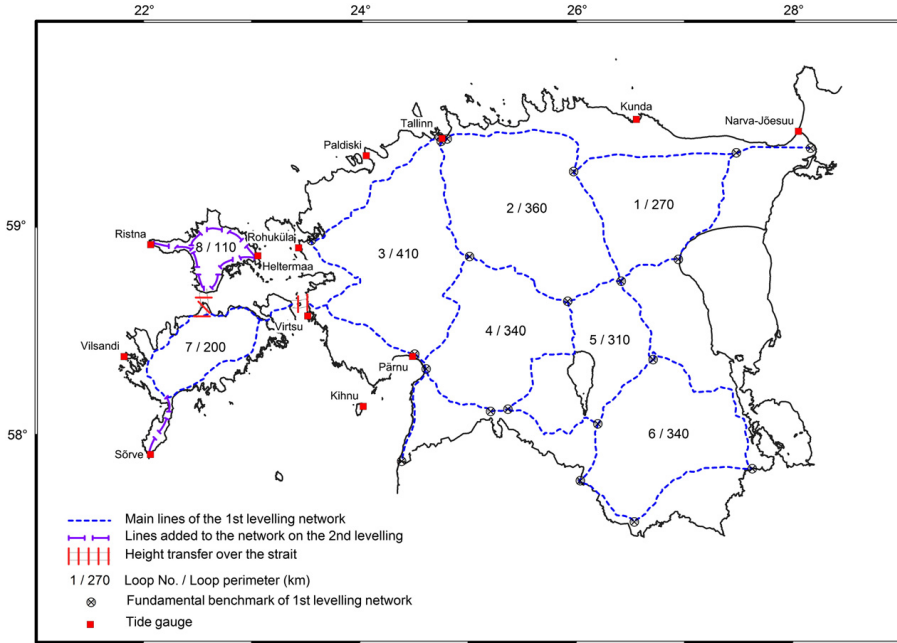 22° 24° 26° 28°
Kunda
Tallinn
Narva-Jõesuu
Paldiski
1 / 270
2 / 360
59°
Ristna
Rohuküla
8 / 110
3 / 410
Heltermaa
Virtsu
4 / 340
5 / 310
7 / 200
Vilsandi
Pärnu
Kihnu
58°
6 / 340
Sõrve
Main lines of the 1st levelling network
Lines added to the network on the 2nd levelling
Height transfer over the strait
1 / 270 Loop No. / Loop perimeter (km)
Fundamental benchmark of 1st levelling network
Tide gauge